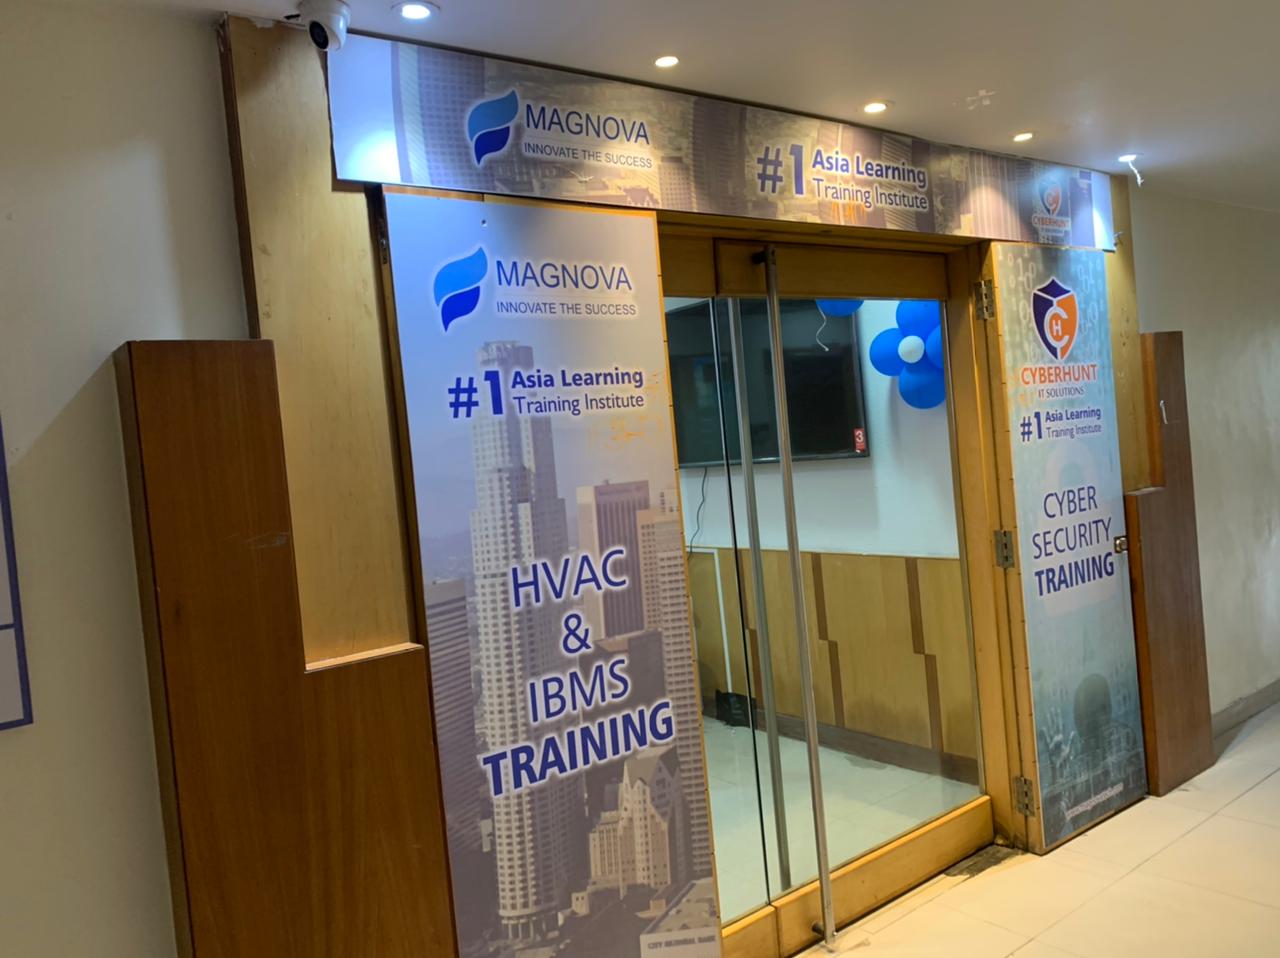 MAGNOVA
INNOVATE THE SUCCESS
#1 Asia Learning
Training Institute
CYBERHUNT
MAGNOVA
INNOVATE THE SUCCESS
#1 Asia Learning
Training Institute
HVAC
&
IBMS
TRAINING
3
CYBERHUNT
IT SOLUTIONS
#1 Asia Learning
Training Institute
CYBER
SECURITY
TRAINING